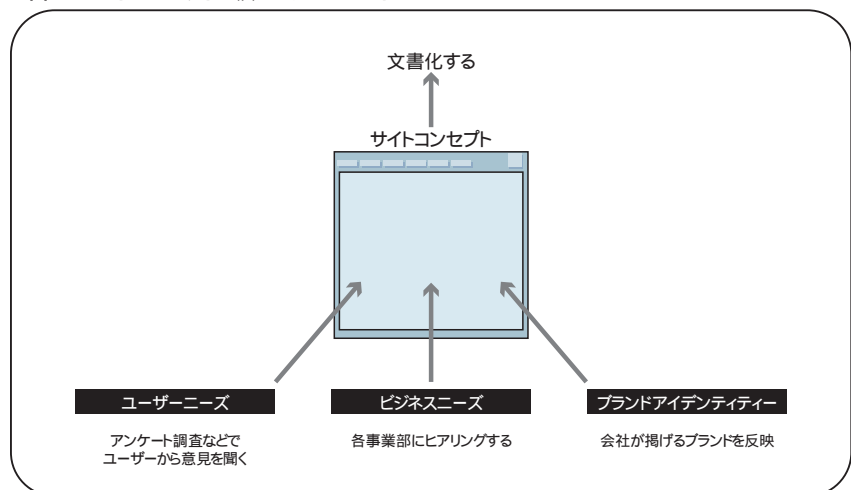 文書化する
サイトコンセプト
ユーザーニーズ
ビジネスニーズ
ブランドアイデンティティー
アンケート調査などで
ユーザーから意見を聞く
各事業部にヒアリングする
会社が掲げるブランドを反映